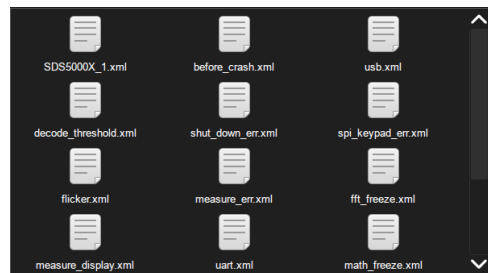 SDS5000X_1.xml before_crash.xml usb.xml
decode_threshold.xml shut_down_err.xml spi_keypad_err.xml
flicker.xml measure_err.xml fft_freeze.xml
measure_display.xml uart.xml math_freeze.xml